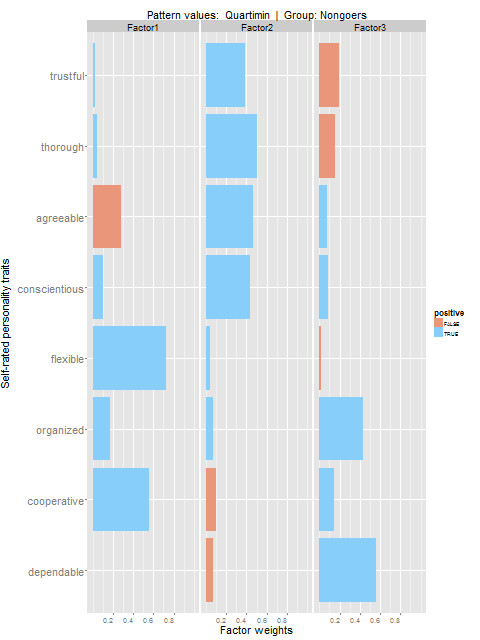 Pattern values: Quartimin | Group: Nongoers
Factor1 Factor2 Factor3
trustful
thorough
agreeable
conscientious
flexible
organized
cooperative
dependable
Self-rated personality traits
positive
FALSE
TRUE
0.2 0.4 0.6 0.8 0.2 0.4 0.6 0.8 0.2 0.4 0.6 0.8
Factor weights